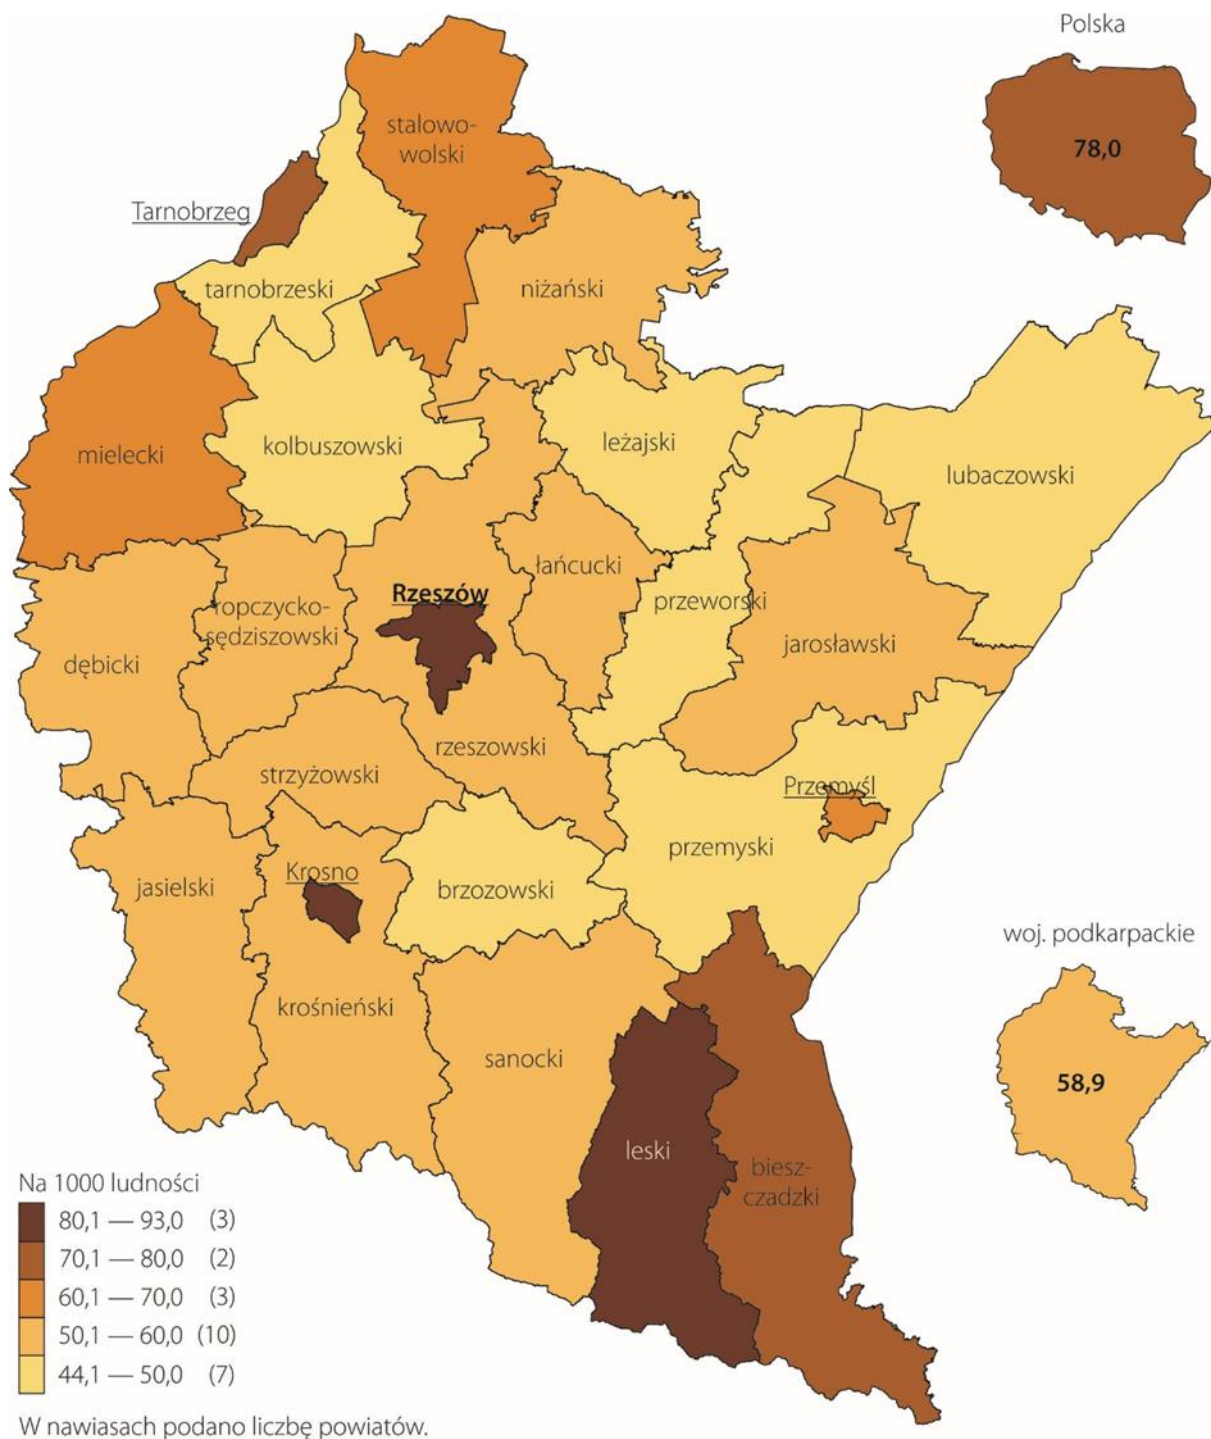 Polska
stalowo-
wolski
78,0
Tarnobrzeg
tarnobrzeski
niżański
mielecki
kolbuszowski
leżajski
lubaczowski
łańcucki
Rzeszów
przeworski
ropczycko-
sędziszowski
dębicki
jarosławski
rzeszowski
strzyżowski
Przemyśl
przemyski
Krosno
jasielski
brzozowski
woj. podkarpackie
krośnieński
sanocki
58,9
leski
biesz-
czadzki
Na 1000 ludności
80,1 — 93,0 (3)
70,1 — 80,0 (2)
60,1 — 70,0 (3)
50,1 — 60,0 (10)
44,1 — 50,0 (7)
W nawiasach podano liczbę powiatów.